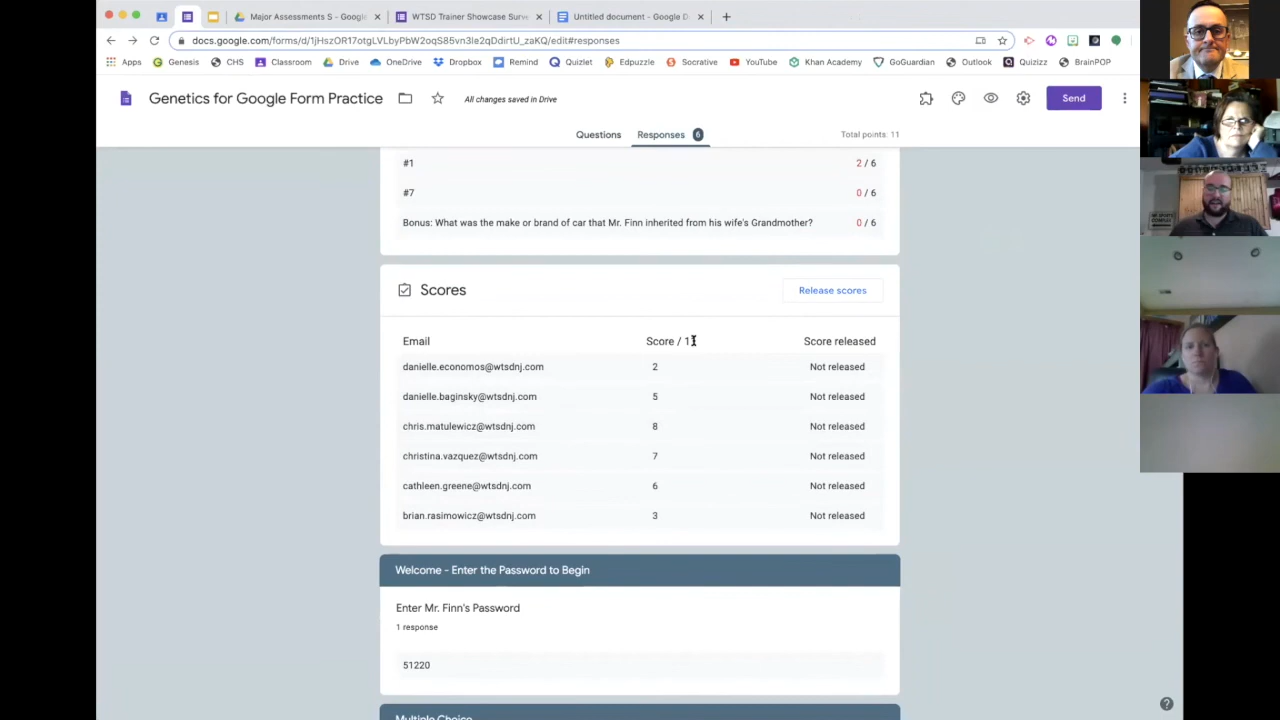 Major Assessments S - Google
WTSD Trainer Showcase Surve
Untitled document - Google D
docs.google.com/forms/d/1jHszOR17otgLVLbyPbW2oqS85vn3Ie2qDdirtU_zaKQ/edit#responses
Apps Genesis CHS Classroom Drive OneDrive Dropbox Remind Quizlet Edpuzzle Socrative YouTube Khan Academy GoGuardian Outlook Quizizz BrainPOP
Genetics for Google Form Practice All changes saved in Drive Send
Questions Responses 6 Total points: 11
#1 2 / 6
#7 0 / 6
Bonus: What was the make or brand of car that Mr. Finn inherited from his wife's Grandmother? 0 / 6
Scores Release scores
Email Score / 11 Score released
danielle.economos@wtsdnj.com 2 Not released
danielle.baginsky@wtsdnj.com 5 Not released
chris.matulewicz@wtsdnj.com 8 Not released
christina.vazquez@wtsdnj.com 7 Not released
cathleen.greene@wtsdnj.com 6 Not released
brian.rasimowicz@wtsdnj.com 3 Not released
Welcome - Enter the Password to Begin
Enter Mr. Finn's Password
1 response
51220
Multiple Choice